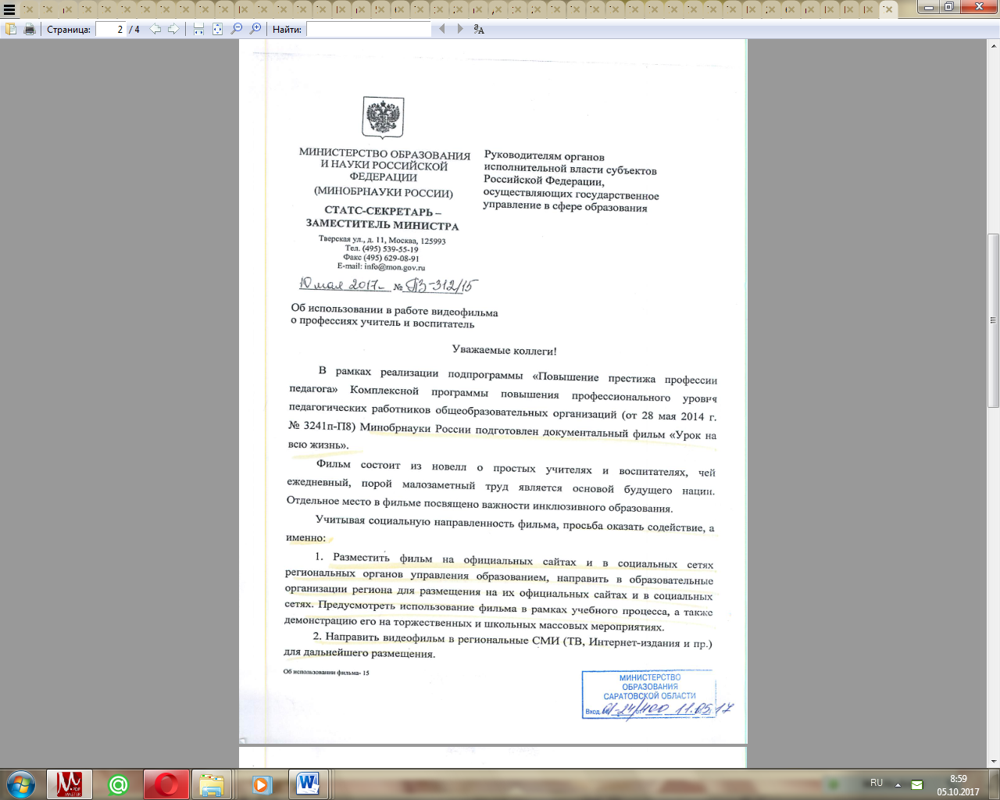 Страница:
2
/ 4
Найти:
МИНИСТЕРСТВО ОБРАЗОВАНИЯ
И НАУКИ РОССИЙСКОЙ
ФЕДЕРАЦИИ
(МИНОБРНАУКИ РОССИИ)
СТАТС-СЕКРЕТАРЬ –
ЗАМЕСТИТЕЛЬ МИНИСТРА
Тверская ул., д. 11, Москва, 125993
Тел. (495) 539-55-19
Факс (495) 629-08-91
E-mail: info@mon.gov.ru
10 мая 2017г № ПЗ-312/15
Руководителям органов
исполнительной власти субъектов
Российской Федерации,
осуществляющих государственное
управление в сфере образования
Об использовании в работе видеофильма
о профессиях учитель и воспитатель
Уважаемые коллеги!
В рамках реализации подпрограммы «Повышение престижа профессии
педагога» Комплексной программы повышения профессионального уровня
педагогических работников общеобразовательных организаций (от 28 мая 2014 г.
№ 3241п-П8) Минобрнауки России подготовлен документальный фильм «Урок на
всю жизнь».
Фильм состоит из новелл о простых учителях и воспитателях, чей
ежедневный, порой малозаметный труд является основой будущего нации.
Отдельное место в фильме посвящено важности инклюзивного образования.
Учитывая социальную направленность фильма, просьба оказать содействие, а
именно:
1. Разместить фильм на официальных сайтах и в социальных сетях
региональных органов управления образованием, направить в образовательные
организации региона для размещения на их официальных сайтах и в социальных
сетях. Предусмотреть использование фильма в рамках учебного процесса, а также
демонстрацию его на торжественных и школьных массовых мероприятиях.
2. Направить видеофильм в региональные СМИ (ТВ, Интернет-издания и пр.)
для дальнейшего размещения.
Об использовании фильма- 15
МИНИСТЕРСТВО
ОБРАЗОВАНИЯ
САРАТОВСКОЙ ОБЛАСТИ
Вход. 01-24/400 11.05.17
RU
8:59
05.10.2017